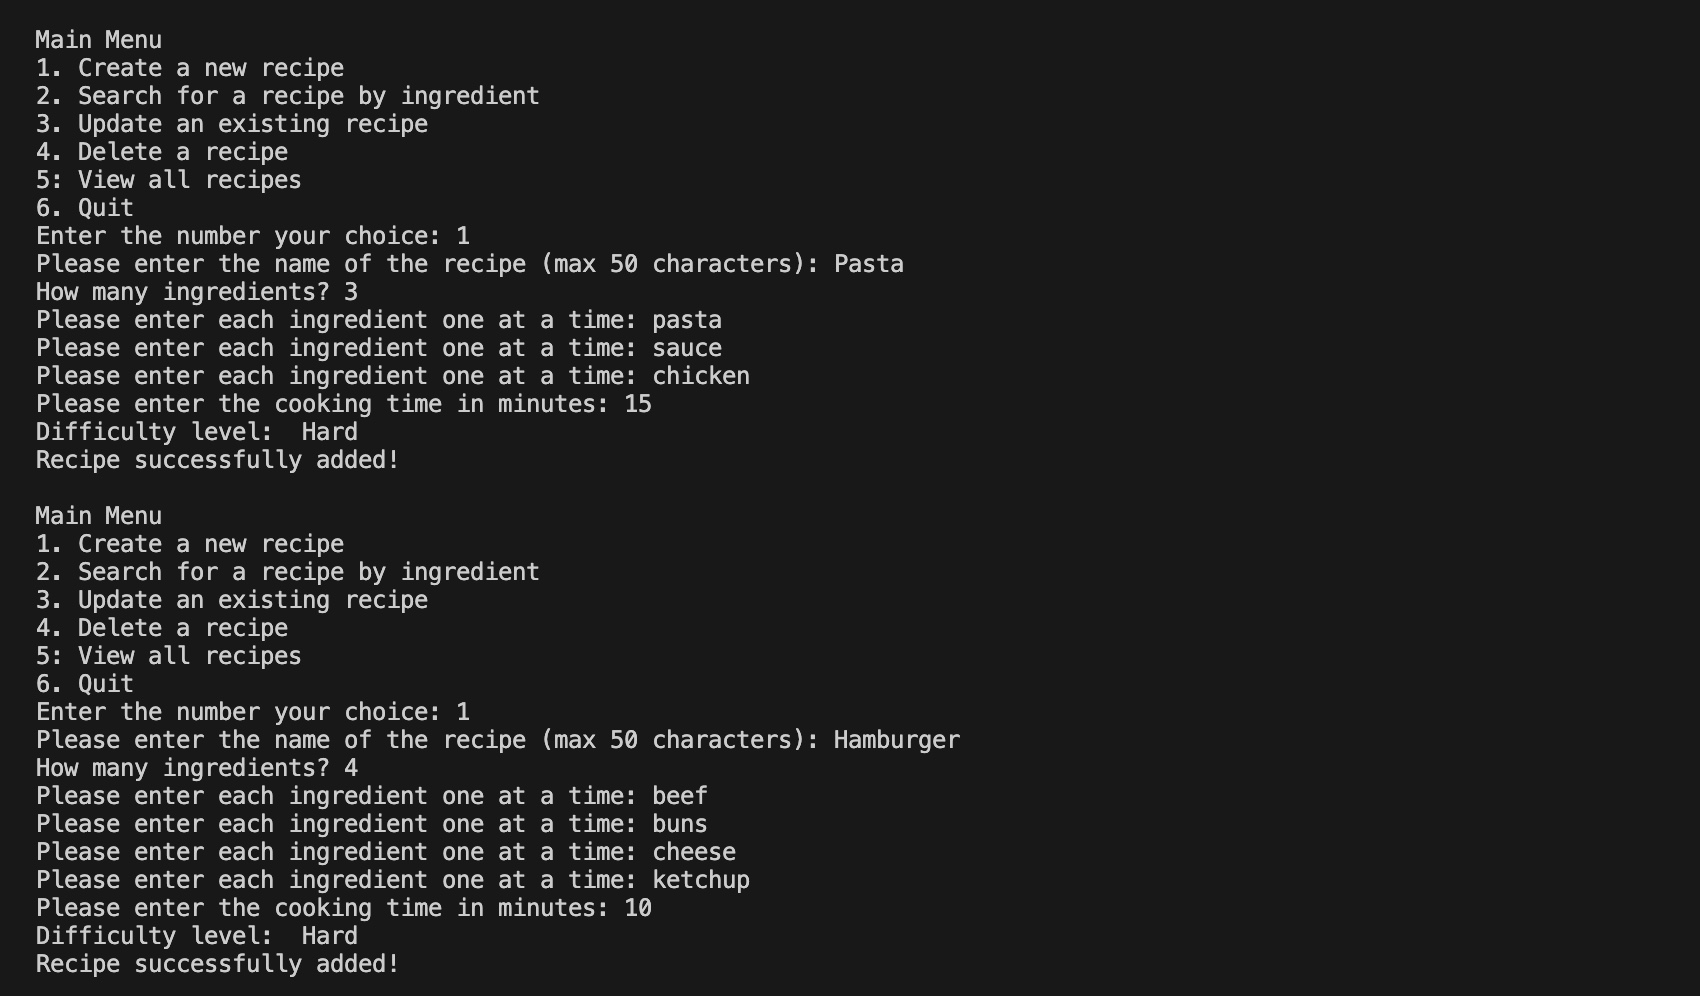 Main Menu
1. Create a new recipe
2. Search for a recipe by ingredient
3. Update an existing recipe
4. Delete a recipe
5: View all recipes
6. Quit
Enter the number your choice: 1
Please enter the name of the recipe (max 50 characters): Pasta
How many ingredients? 3
Please enter each ingredient one at a time: pasta
Please enter each ingredient one at a time: sauce
Please enter each ingredient one at a time: chicken
Please enter the cooking time in minutes: 15
Difficulty level:  Hard
Recipe successfully added!

Main Menu
1. Create a new recipe
2. Search for a recipe by ingredient
3. Update an existing recipe
4. Delete a recipe
5: View all recipes
6. Quit
Enter the number your choice: 1
Please enter the name of the recipe (max 50 characters): Hamburger
How many ingredients? 4
Please enter each ingredient one at a time: beef
Please enter each ingredient one at a time: buns
Please enter each ingredient one at a time: cheese
Please enter each ingredient one at a time: ketchup
Please enter the cooking time in minutes: 10
Difficulty level:  Hard
Recipe successfully added!